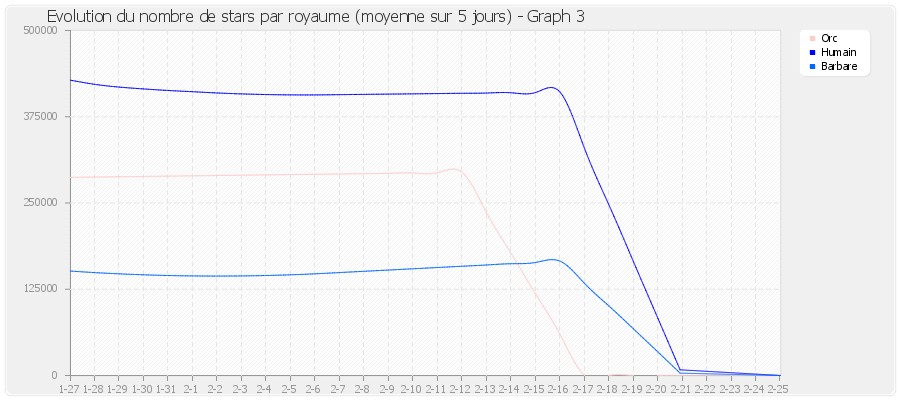 Evolution du nombre de stars par royaume (moyenne sur 5 jours) - Graph 3
500000
375000
250000
125000
0
Orc
Humain
Barbare
1-27 1-28 1-29 1-30 1-31 2-1 2-2 2-3 2-4 2-5 2-6 2-7 2-8 2-9 2-10 2-11 2-12 2-13 2-14 2-15 2-16 2-17 2-18 2-19 2-20 2-21 2-22 2-23 2-24 2-25